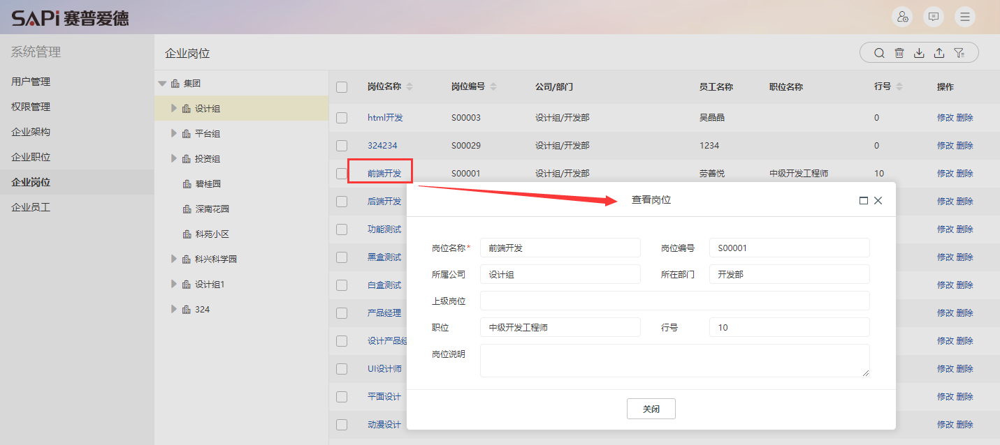 SAPi 赛普爱德
系统管理
用户管理
权限管理
企业架构
企业职位
企业岗位
企业员工
企业岗位
集团
设计组
平台组
投资组
碧桂园
深南花园
科苑小区
科兴科学园
设计组1
324
岗位名称 岗位编号 公司/部门 员工名称 职位名称 行号 操作
html开发 S00003 设计组/开发部 吴晶晶 0 修改 删除
324234 S00029 设计组/开发部 1234 0 修改 删除
前端开发 S00001 设计组/开发部 劳善悦 中级开发工程师 10 修改 删除
后端开发 修改 删除
功能测试 修改 删除
黑盒测试 修改 删除
白盒测试 修改 删除
产品经理 修改 删除
设计产品经 修改 删除
UI设计师 修改 删除
平面设计 修改 删除
动漫设计 修改 删除
查看岗位
岗位名称* 前端开发 岗位编号 S00001
所属公司 设计组 所在部门 开发部
上级岗位
职位 中级开发工程师 行号 10
岗位说明
关闭